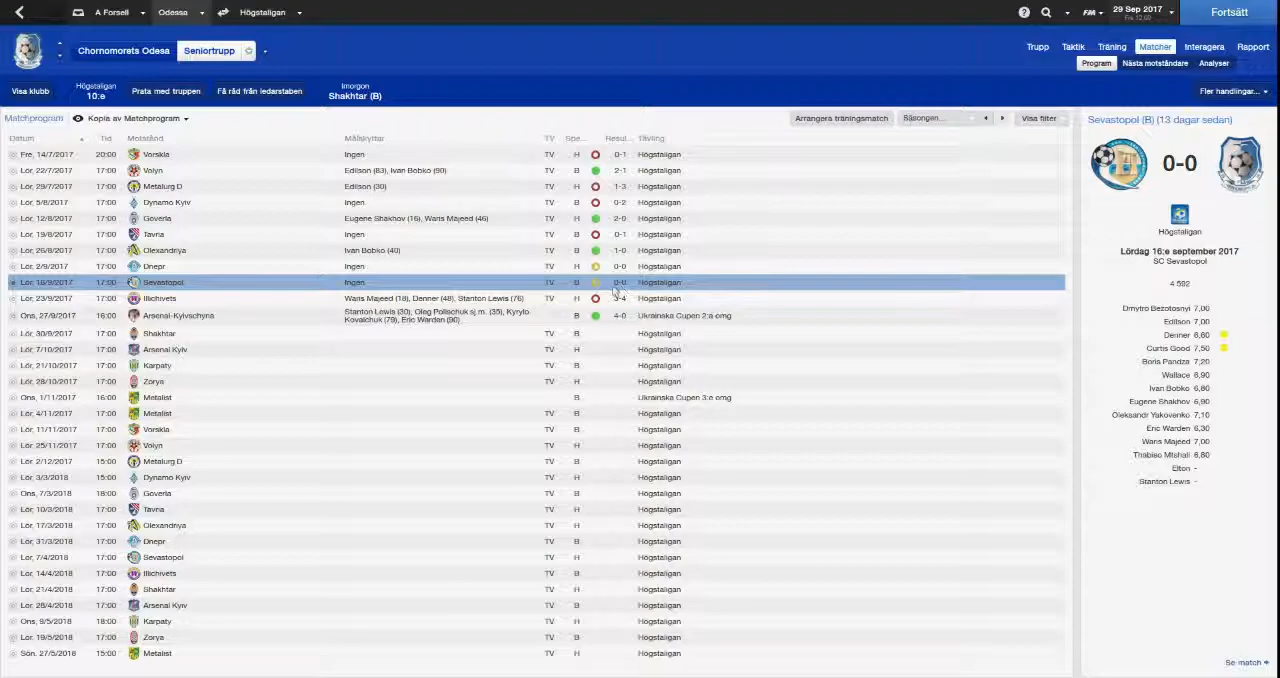 A Forsell Odessa Högstaligan 29 Sep 2017 Fre 12:00 FM Fortsätt
Chornomorets Odesa Seniortrupp Trupp Taktik Träning Matcher Interagera Rapport
Program Nästa motståndare Analyser
Visa klubb Högstaligan 10:e Prata med truppen Få råd från ledarstaben Imorgon Shakhtar (B) Fler handlingar...
Matchprogram Kopia av Matchprogram Arrangera träningsmatch Säsongen... Visa filter
Datum Tid Motstånd Målskyttar TV Spe... Resul... Tävling
Fre, 14/7/2017 20:00 Vorskla Ingen TV H 0-1 Högstaligan
Lör, 22/7/2017 17:00 Volyn Edilson (83), Ivan Bobko (90) TV B 2-1 Högstaligan
Lör, 29/7/2017 17:00 Metalurg D Edilson (30) TV H 1-3 Högstaligan
Lör, 5/8/2017 17:00 Dynamo Kyiv Ingen TV B 0-2 Högstaligan
Lör, 12/8/2017 17:00 Goverla Eugene Shakhov (16), Waris Majeed (46) TV H 2-0 Högstaligan
Lör, 19/8/2017 17:00 Tavria Ingen TV B 0-1 Högstaligan
Lör, 26/8/2017 17:00 Olexandriya Ivan Bobko (40) TV B 1-0 Högstaligan
Lör, 2/9/2017 17:00 Dnepr Ingen TV H 0-0 Högstaligan
Lör, 16/9/2017 17:00 Sevastopol Ingen TV B 0-0 Högstaligan
Lör, 23/9/2017 17:00 Illichivets Waris Majeed (18), Denner (48), Stanton Lewis (76) TV H 3-4 Högstaligan
Ons, 27/9/2017 16:00 Arsenal-Kyivschyna Stanton Lewis (30), Oleg Polischuk sj.m. (35), Kyrylo Kovalchuk (79), Eric Warden (90) B 4-0 Ukrainska Cupen 2:a omg
Lör, 30/9/2017 17:00 Shakhtar TV B Högstaligan
Lör, 7/10/2017 17:00 Arsenal Kyiv TV H Högstaligan
Lör, 21/10/2017 17:00 Karpaty TV B Högstaligan
Lör, 28/10/2017 17:00 Zorya TV H Högstaligan
Ons, 1/11/2017 16:00 Metalist B Ukrainska Cupen 3:e omg
Lör, 4/11/2017 17:00 Metalist TV B Högstaligan
Lör, 11/11/2017 17:00 Vorskla TV B Högstaligan
Lör, 25/11/2017 17:00 Volyn TV H Högstaligan
Lör, 2/12/2017 15:00 Metalurg D TV B Högstaligan
Lör, 3/3/2018 15:00 Dynamo Kyiv TV H Högstaligan
Ons, 7/3/2018 18:00 Goverla TV B Högstaligan
Lör, 10/3/2018 17:00 Tavria TV H Högstaligan
Lör, 17/3/2018 17:00 Olexandriya TV H Högstaligan
Lör, 31/3/2018 17:00 Dnepr TV B Högstaligan
Lör, 7/4/2018 17:00 Sevastopol TV H Högstaligan
Lör, 14/4/2018 17:00 Illichivets TV B Högstaligan
Lör, 21/4/2018 17:00 Shakhtar TV H Högstaligan
Lör, 28/4/2018 17:00 Arsenal Kyiv TV B Högstaligan
Ons, 9/5/2018 18:00 Karpaty TV H Högstaligan
Lör, 19/5/2018 17:00 Zorya TV B Högstaligan
Sön, 27/5/2018 15:00 Metalist TV H Högstaligan
Sevastopol (B) (13 dagar sedan)
0-0
Högstaligan
Lördag 16:e september 2017
SC Sevastopol
4 592
Dmytro Bezotosnyi 7,00
Edilson 7,00
Denner 6,60
Curtis Good 7,50
Boris Pandza 7,20
Wallace 6,90
Ivan Bobko 6,80
Eugene Shakhov 6,90
Oleksandr Yakovenko 7,10
Eric Warden 6,30
Waris Majeed 7,00
Thabiso Mtshali 6,80
Elton -
Stanton Lewis -
Se match